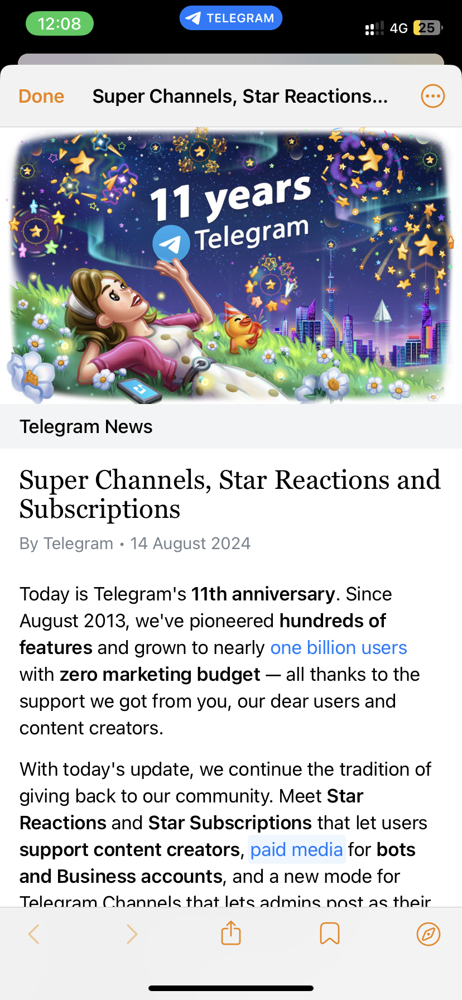 12:08
TELEGRAM
4G
25
Done
Super Channels, Star Reactions...
11 years
Telegram
Telegram News
Super Channels, Star Reactions and
Subscriptions
By Telegram • 14 August 2024
Today is Telegram's 11th anniversary. Since
August 2013, we've pioneered hundreds of
features and grown to nearly one billion users
with zero marketing budget — all thanks to the
support we got from you, our dear users and
content creators.
With today's update, we continue the tradition of
giving back to our community. Meet Star
Reactions and Star Subscriptions that let users
support content creators, paid media for bots
and Business accounts, and a new mode for
Telegram Channels that lets admins post as their